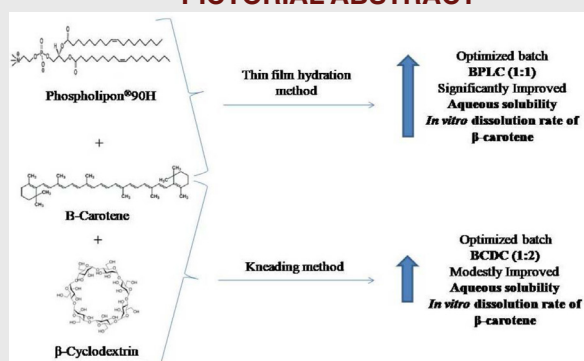 PICTORIAL ABSTRACT
Phospholipon®90H
+
B-Carotene
+
β-Cyclodextrin
Thin film hydration
method
Kneading method
Optimized batch
BPLC (1:1)
Significantly Improved
Aqueous solubility
In vitro dissolution rate of
β-carotene
Optimized batch
BCDC (1:2)
Modestly Improved
Aqueous solubility
In vitro dissolution rate of
β-carotene